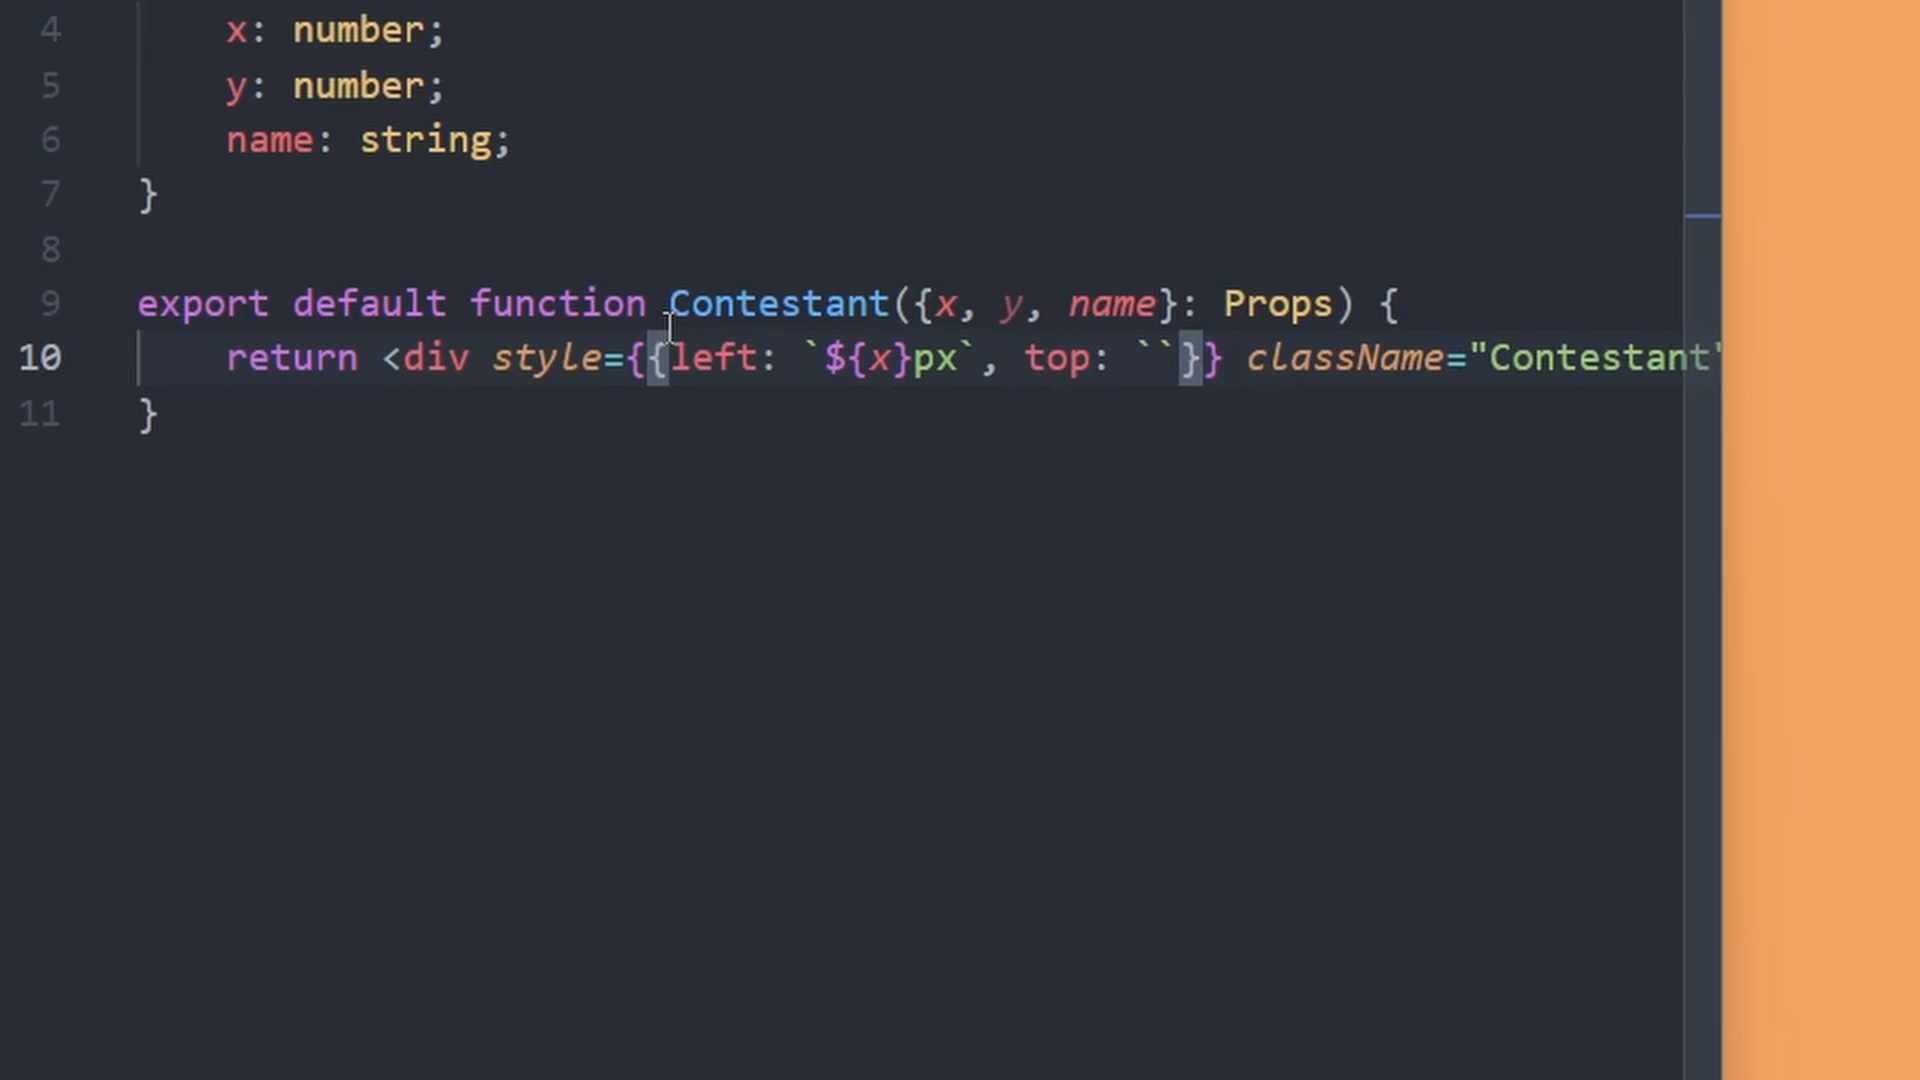 4 x: number;
5 y: number;
6 name: string;
7 }
8
9 export default function Contestant({x, y, name}: Props) {
10 return <div style={{left: `${x}px`, top: ``}} className="Contestant"
11 }